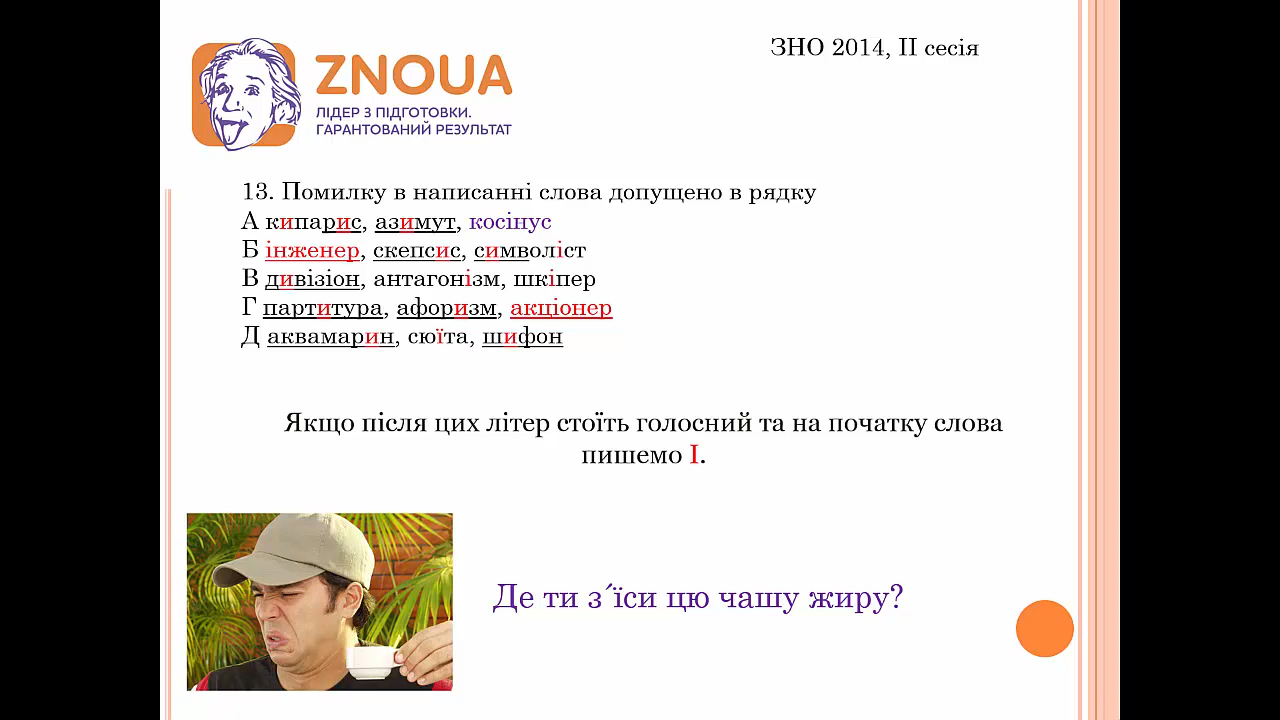 ЗНО 2014, ІІ сесія
ZNOUA
ЛІДЕР З ПІДГОТОВКИ.
ГАРАНТОВАНИЙ РЕЗУЛЬТАТ
13. Помилку в написанні слова допущено в рядку
А кипарис, азимут, косінус
Б інженер, скепсис, символіст
В дивізіон, антагонізм, шкіпер
Г партитура, афоризм, акціонер
Д аквамарин, сюїта, шифон
Якщо після цих літер стоїть голосний та на початку слова
пишемо І.
Де ти з´їси цю чашу жиру?